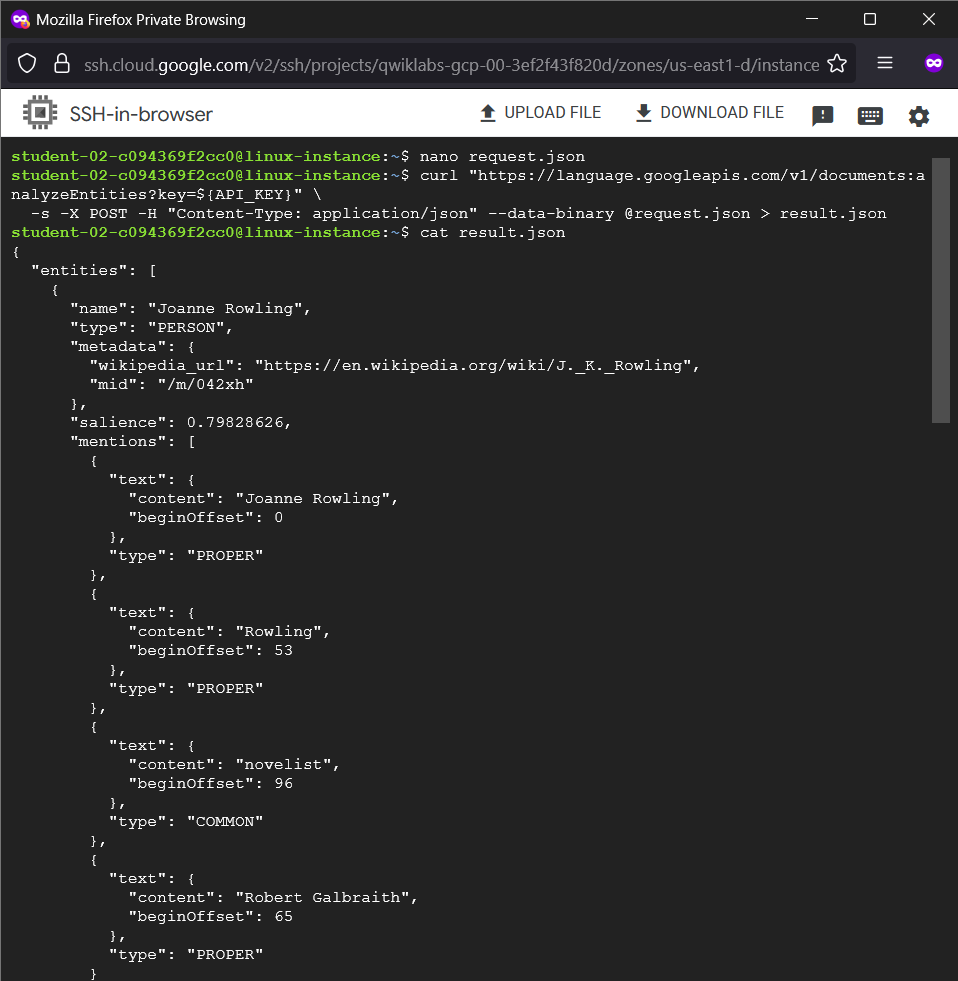 Mozilla Firefox Private Browsing
ssh.cloud.google.com/v2/ssh/projects/qwiklabs-gcp-00-3ef2f43f820d/zones/us-east1-d/instance
SSH-in-browser
UPLOAD FILE
DOWNLOAD FILE
student-02-c094369f2cc0@linux-instance:~$ nano request.json
student-02-c094369f2cc0@linux-instance:~$ curl "https://language.googleapis.com/v1/documents:a
nalyzeEntities?key=${API_KEY}" \
  -s -X POST -H "Content-Type: application/json" --data-binary @request.json > result.json
student-02-c094369f2cc0@linux-instance:~$ cat result.json
{
  "entities": [
    {
      "name": "Joanne Rowling",
      "type": "PERSON",
      "metadata": {
        "wikipedia_url": "https://en.wikipedia.org/wiki/J._K._Rowling",
        "mid": "/m/042xh"
      },
      "salience": 0.79828626,
      "mentions": [
        {
          "text": {
            "content": "Joanne Rowling",
            "beginOffset": 0
          },
          "type": "PROPER"
        },
        {
          "text": {
            "content": "Rowling",
            "beginOffset": 53
          },
          "type": "PROPER"
        },
        {
          "text": {
            "content": "novelist",
            "beginOffset": 96
          },
          "type": "COMMON"
        },
        {
          "text": {
            "content": "Robert Galbraith",
            "beginOffset": 65
          },
          "type": "PROPER"
        }